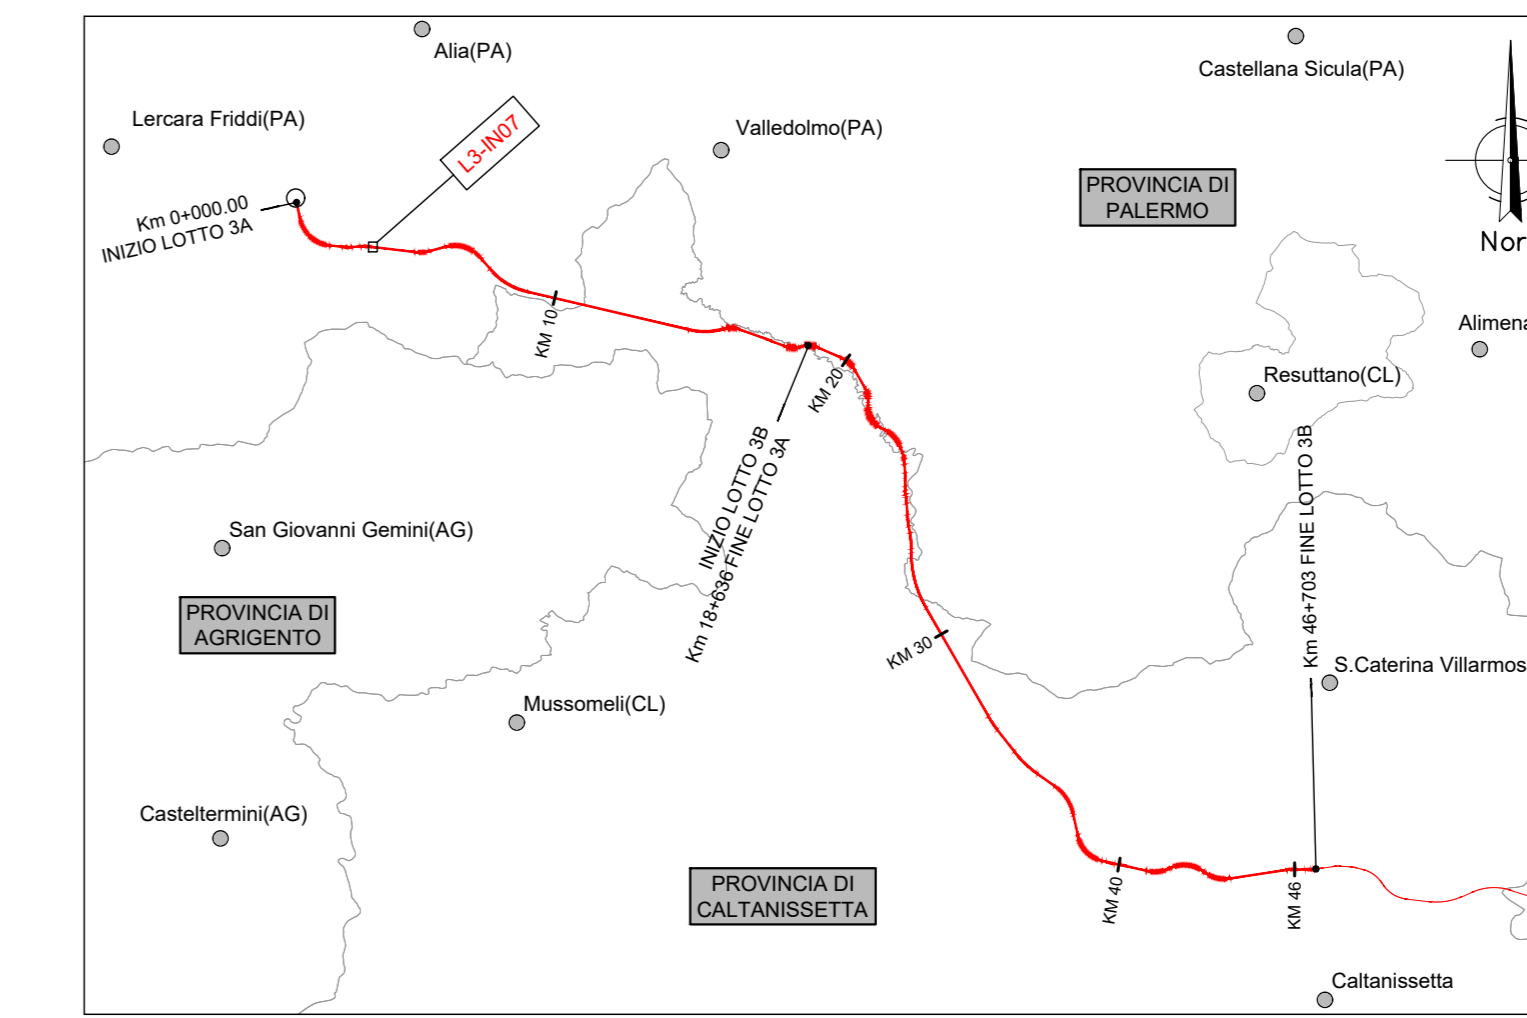 Alia(PA)
Castellana Sicula(PA)
Lercara Friddi(PA)
Valledolmo(PA)
L3-IN07
PROVINCIA DI
PALERMO
Km 0+000.00
INIZIO LOTTO 3A
Nor
KM 10
Alimena
KM 20
Resuttano(CL)
INIZIO LOTTO 3B
Km 18+636 FINE LOTTO 3A
Km 46+703 FINE LOTTO 3B
San Giovanni Gemini(AG)
PROVINCIA DI
AGRIGENTO
KM 30
S.Caterina Villarmos
Mussomeli(CL)
Casteltermini(AG)
PROVINCIA DI
CALTANISSETTA
KM 40
KM 46
Caltanissetta